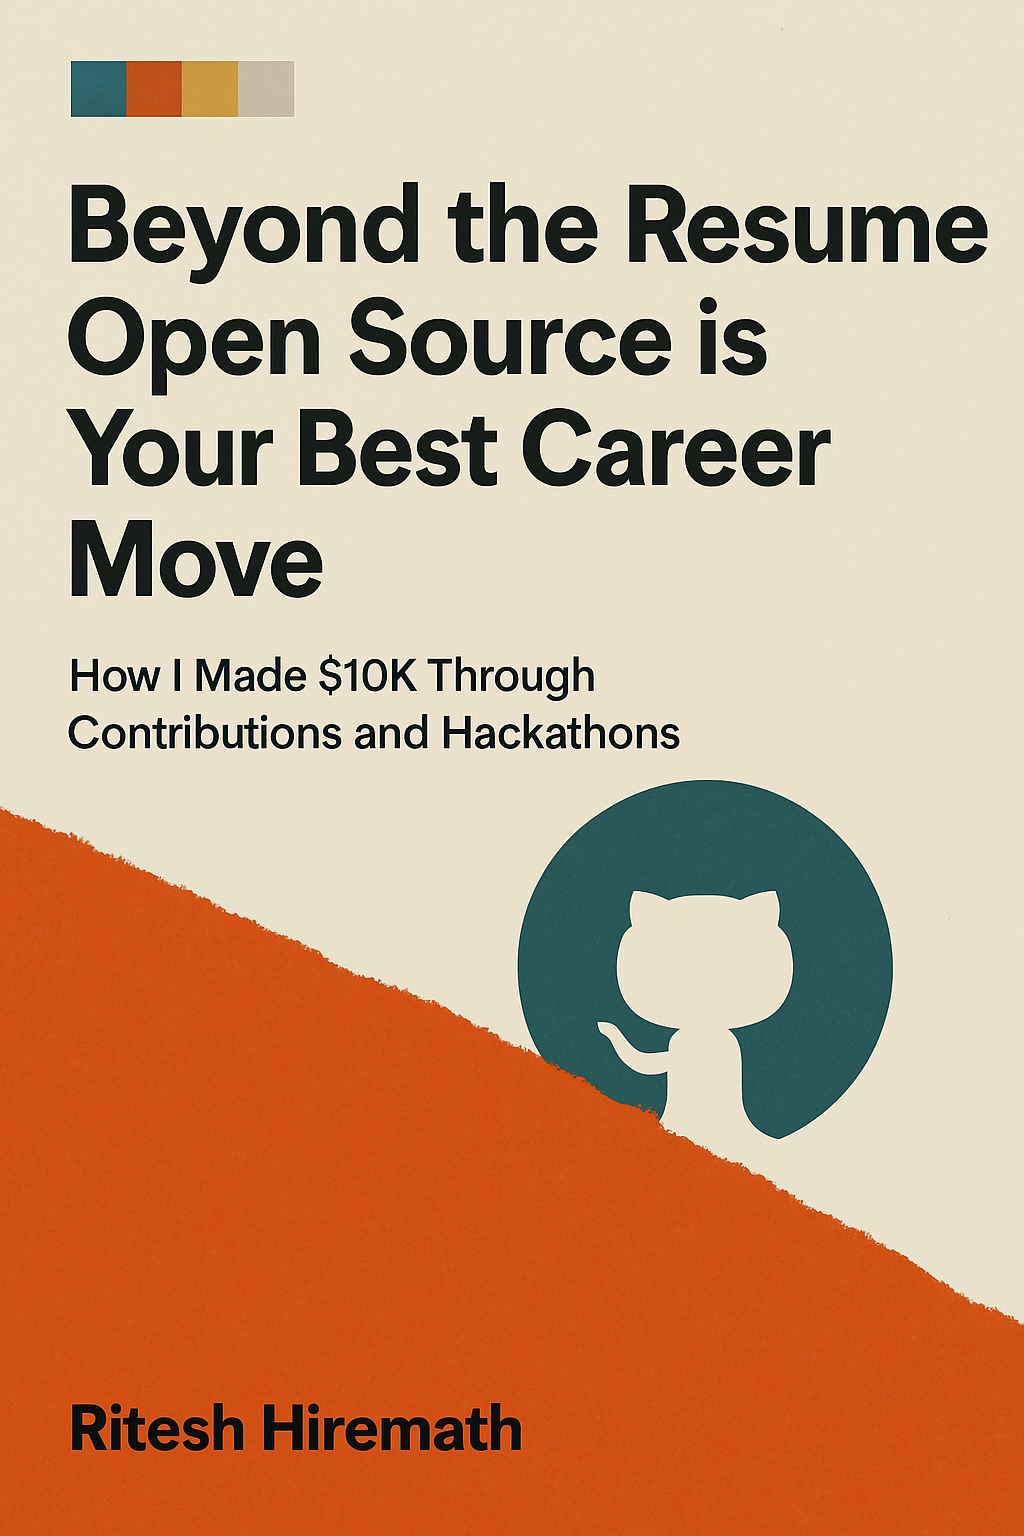 Beyond the Resume
Open Source is
Your Best Career
Move
How I Made $10K Through
Contributions and Hackathons
Ritesh Hiremath